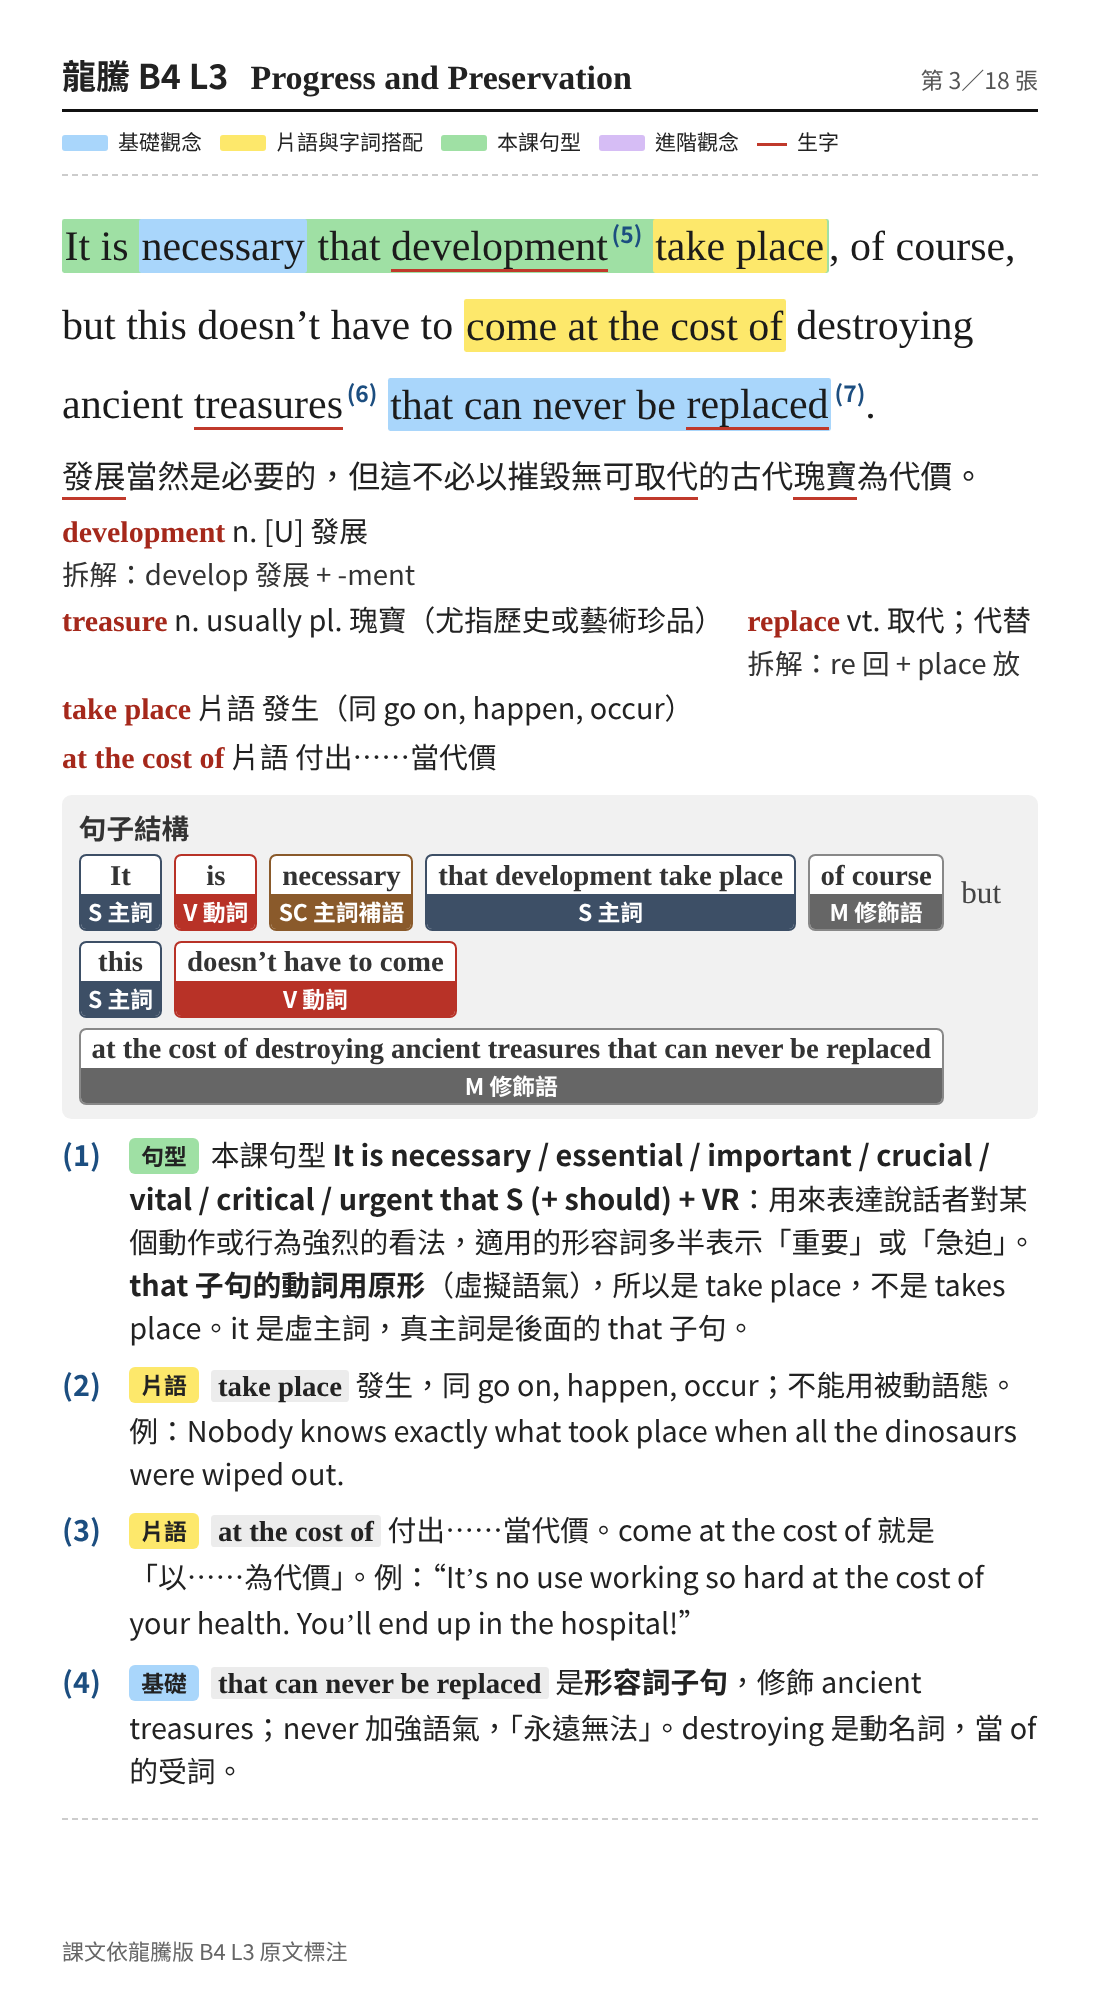 龍騰 B4 L3 Progress and Preservation 第 3／18 張
基礎觀念 片語與字詞搭配 本課句型 進階觀念 生字
It is necessary that development(5) take place, of course,
but this doesn’t have to come at the cost of destroying
ancient treasures(6) that can never be replaced(7).
發展當然是必要的，但這不必以摧毀無可取代的古代瑰寶為代價。
development n. [U] 發展
拆解：develop 發展 + -ment
treasure n. usually pl. 瑰寶（尤指歷史或藝術珍品） replace vt. 取代；代替
拆解：re 回 + place 放
take place 片語 發生（同 go on, happen, occur）
at the cost of 片語 付出……當代價
句子結構
It is necessary that development take place of course but
S 主詞 V 動詞 SC 主詞補語 S 主詞 M 修飾語
this doesn’t have to come
S 主詞 V 動詞
at the cost of destroying ancient treasures that can never be replaced
M 修飾語
(1) 句型 本課句型 It is necessary / essential / important / crucial /
vital / critical / urgent that S (+ should) + VR：用來表達說話者對某
個動作或行為強烈的看法，適用的形容詞多半表示「重要」或「急迫」。
that 子句的動詞用原形（虛擬語氣），所以是 take place，不是 takes
place。it 是虛主詞，真主詞是後面的 that 子句。
(2) 片語 take place 發生，同 go on, happen, occur；不能用被動語態。
例：Nobody knows exactly what took place when all the dinosaurs
were wiped out.
(3) 片語 at the cost of 付出……當代價。come at the cost of 就是
「以……為代價」。例：“It’s no use working so hard at the cost of
your health. You’ll end up in the hospital!”
(4) 基礎 that can never be replaced 是形容詞子句，修飾 ancient
treasures；never 加強語氣，「永遠無法」。destroying 是動名詞，當 of
的受詞。
課文依龍騰版 B4 L3 原文標注